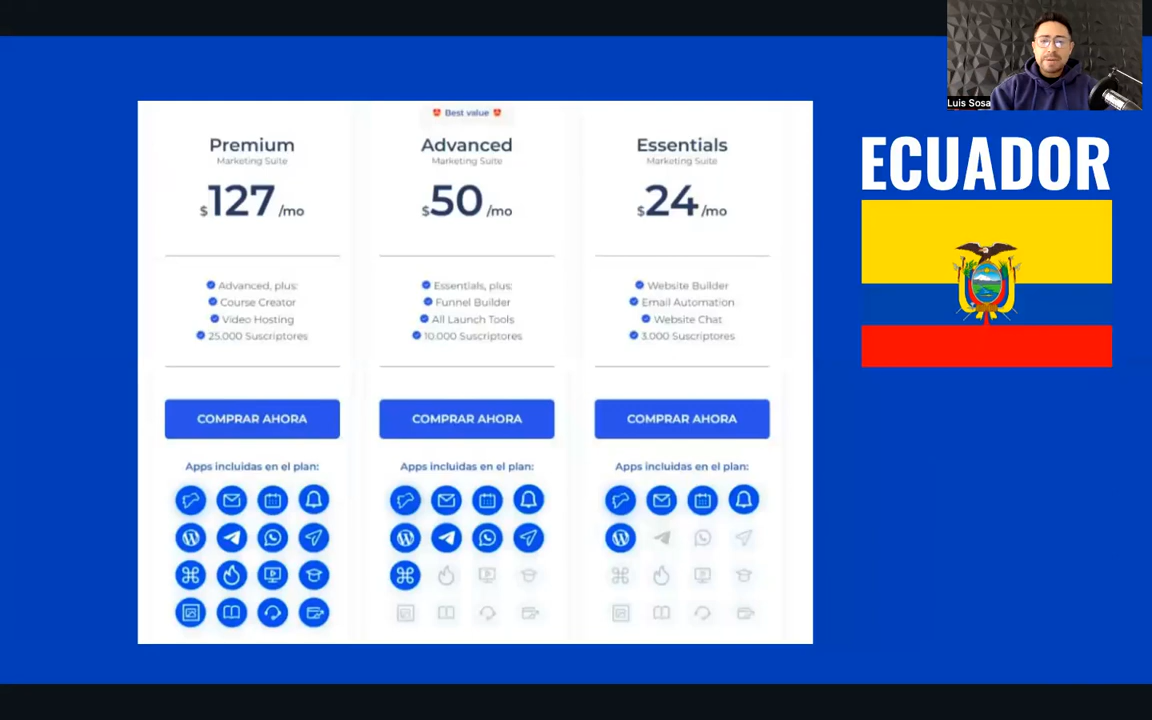 Luis Sosa
ECUADOR
Premium
Marketing Suite
$127 /mo
Advanced, plus:
Course Creator
Video Hosting
25.000 Suscriptores
COMPRAR AHORA
Apps incluidas en el plan:
Best value
Advanced
Marketing Suite
$50 /mo
Essentials, plus:
Funnel Builder
All Launch Tools
10.000 Suscriptores
COMPRAR AHORA
Apps incluidas en el plan:
Essentials
Marketing Suite
$24 /mo
Website Builder
Email Automation
Website Chat
3.000 Suscriptores
COMPRAR AHORA
Apps incluidas en el plan: